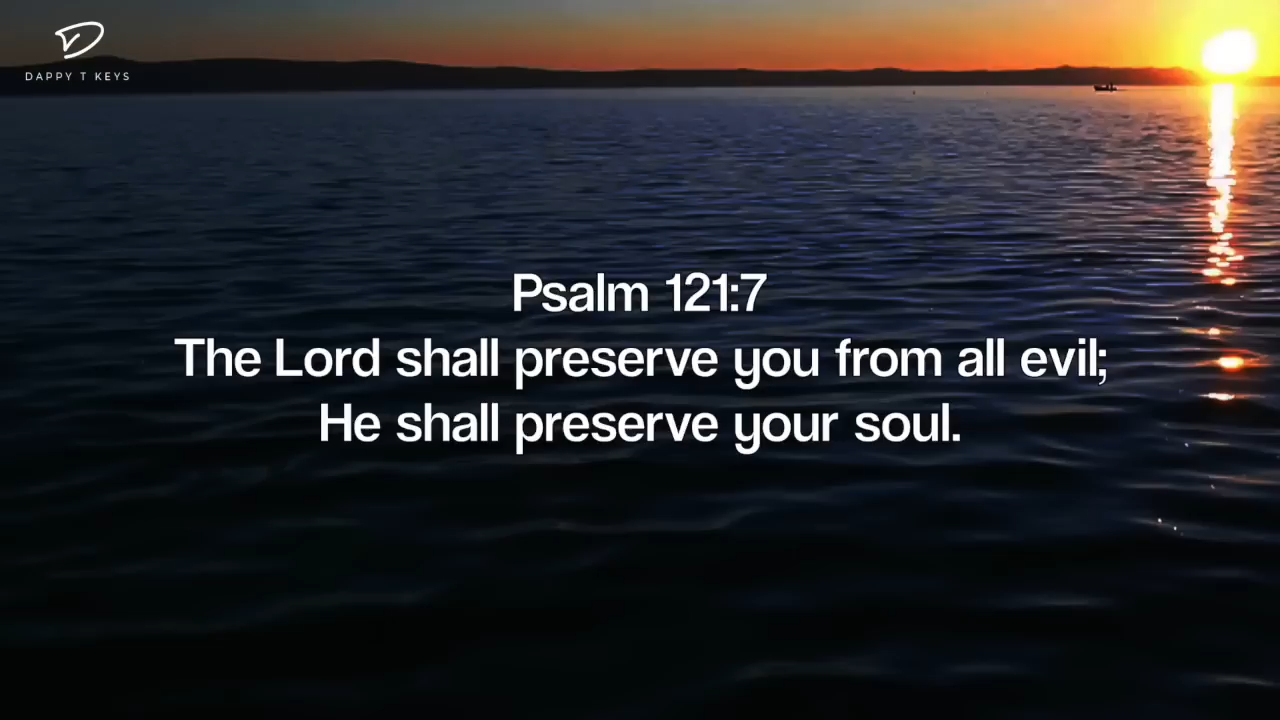 DAPPY T KEYS
Psalm 121:7
The Lord shall preserve you from all evil;
He shall preserve your soul.